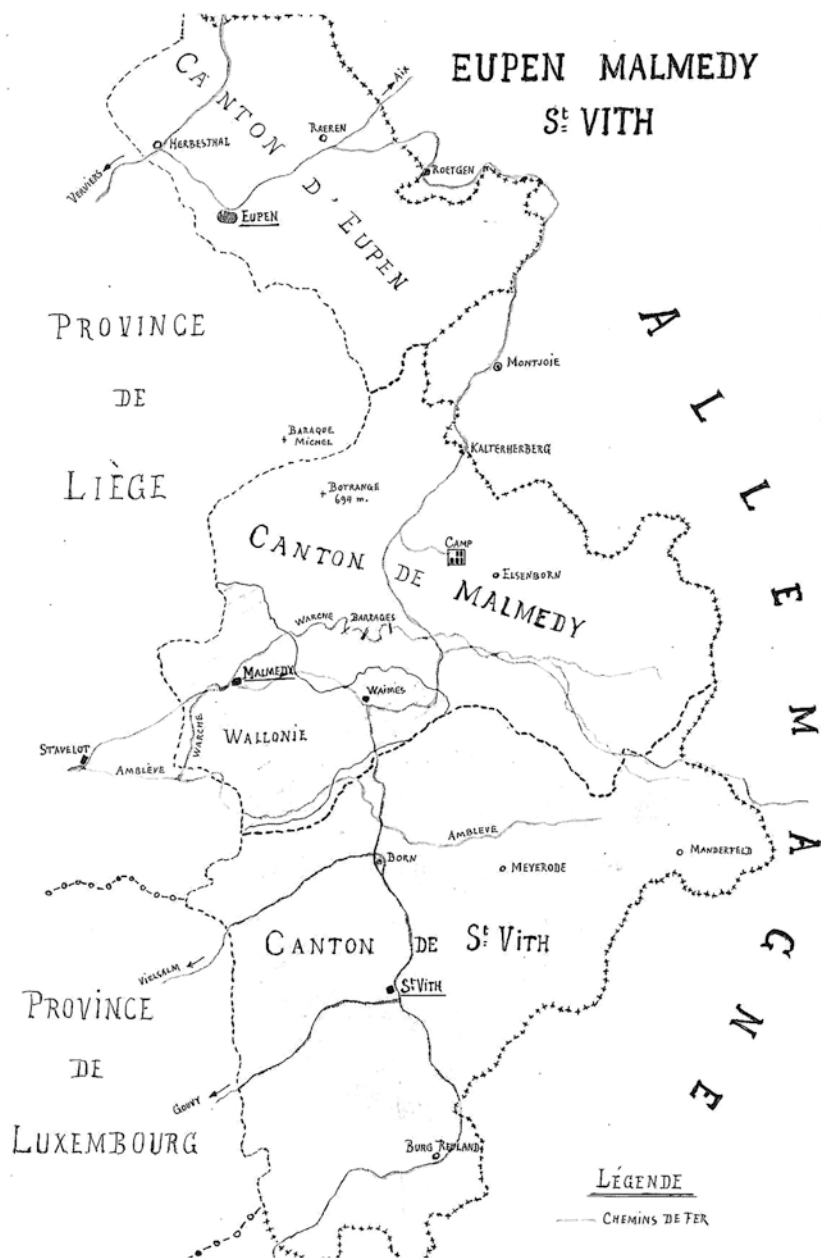 EUPEN MALMEDY
St VITH
CANTON D'EUPEN
AIX
RAEREN
HERBESTHAL
VERVIERS
ROETGEN
EUPEN
PROVINCE
DE
LIÈGE
ALLEMAGNE
MONTJOIE
BARAQUE
MICHEL
KALTERHERBERG
BOTRANGE
694 m.
CANTON DE MALMEDY
CAMP
ELSENBORN
WARCHE BARRAGES
MALMEDY
WAIMES
WALLONIE
WARCHE
STAVELOT
AMBLÈVE
AMBLÈVE
BORN
MEYERODE
MANDERFELD
CANTON DE St VITH
VIELSALM
St VITH
PROVINCE
DE
LUXEMBOURG
GOUVY
BURG REULAND
LÉGENDE
CHEMINS DE FER